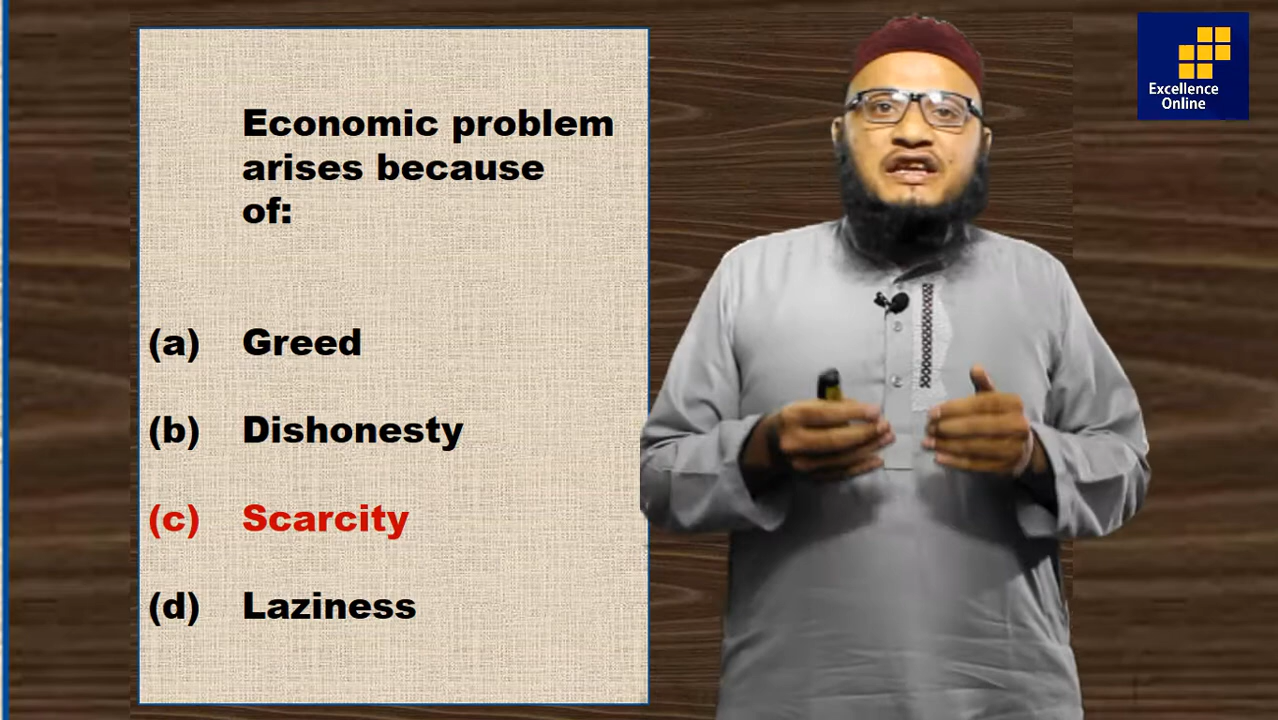 Economic problem
arises because
of:
(a) Greed
(b) Dishonesty
(c) Scarcity
(d) Laziness
Excellence
Online